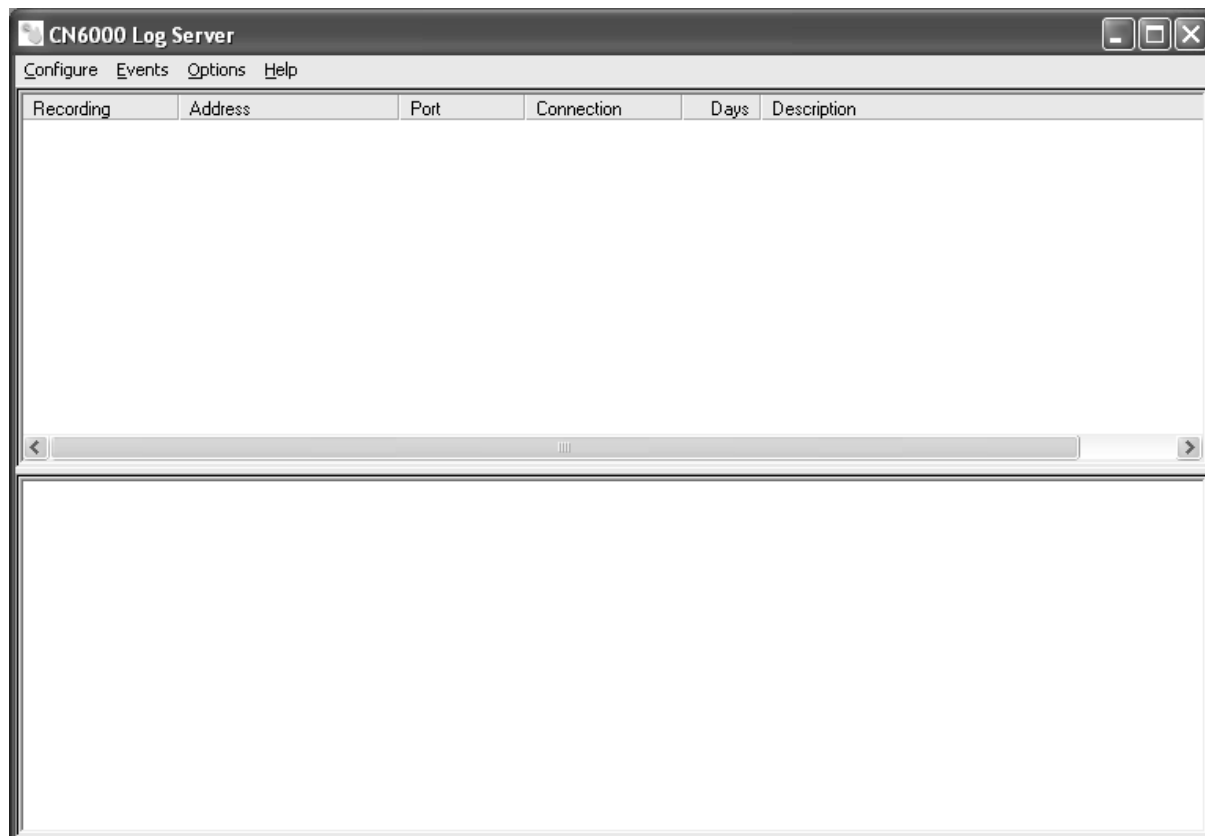 CN6000 Log Server
Configure Events Options Help
Recording Address Port Connection Days Description